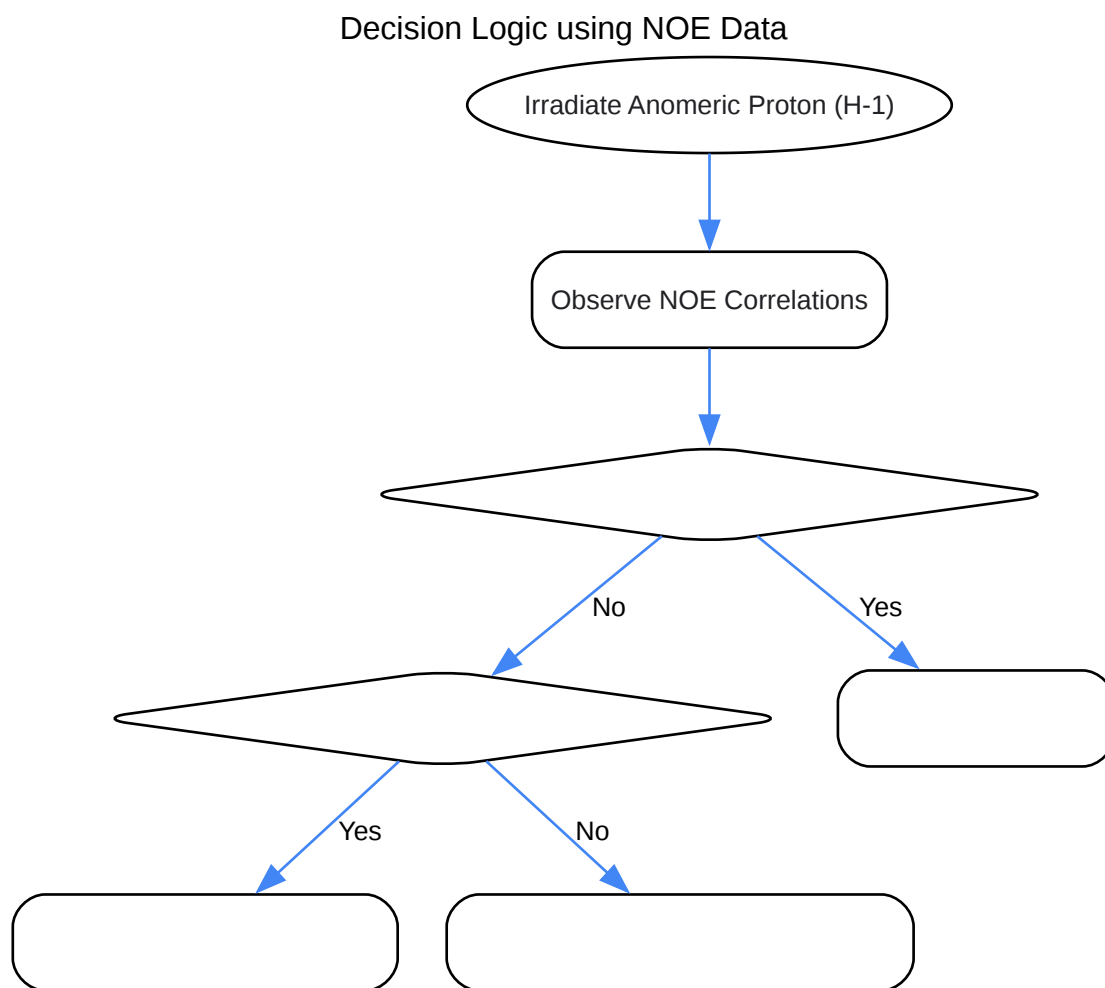 Decision Logic using NOE Data
Irradiate Anomeric Proton (H-1)
Observe NOE Correlations
No
Yes
Yes
No